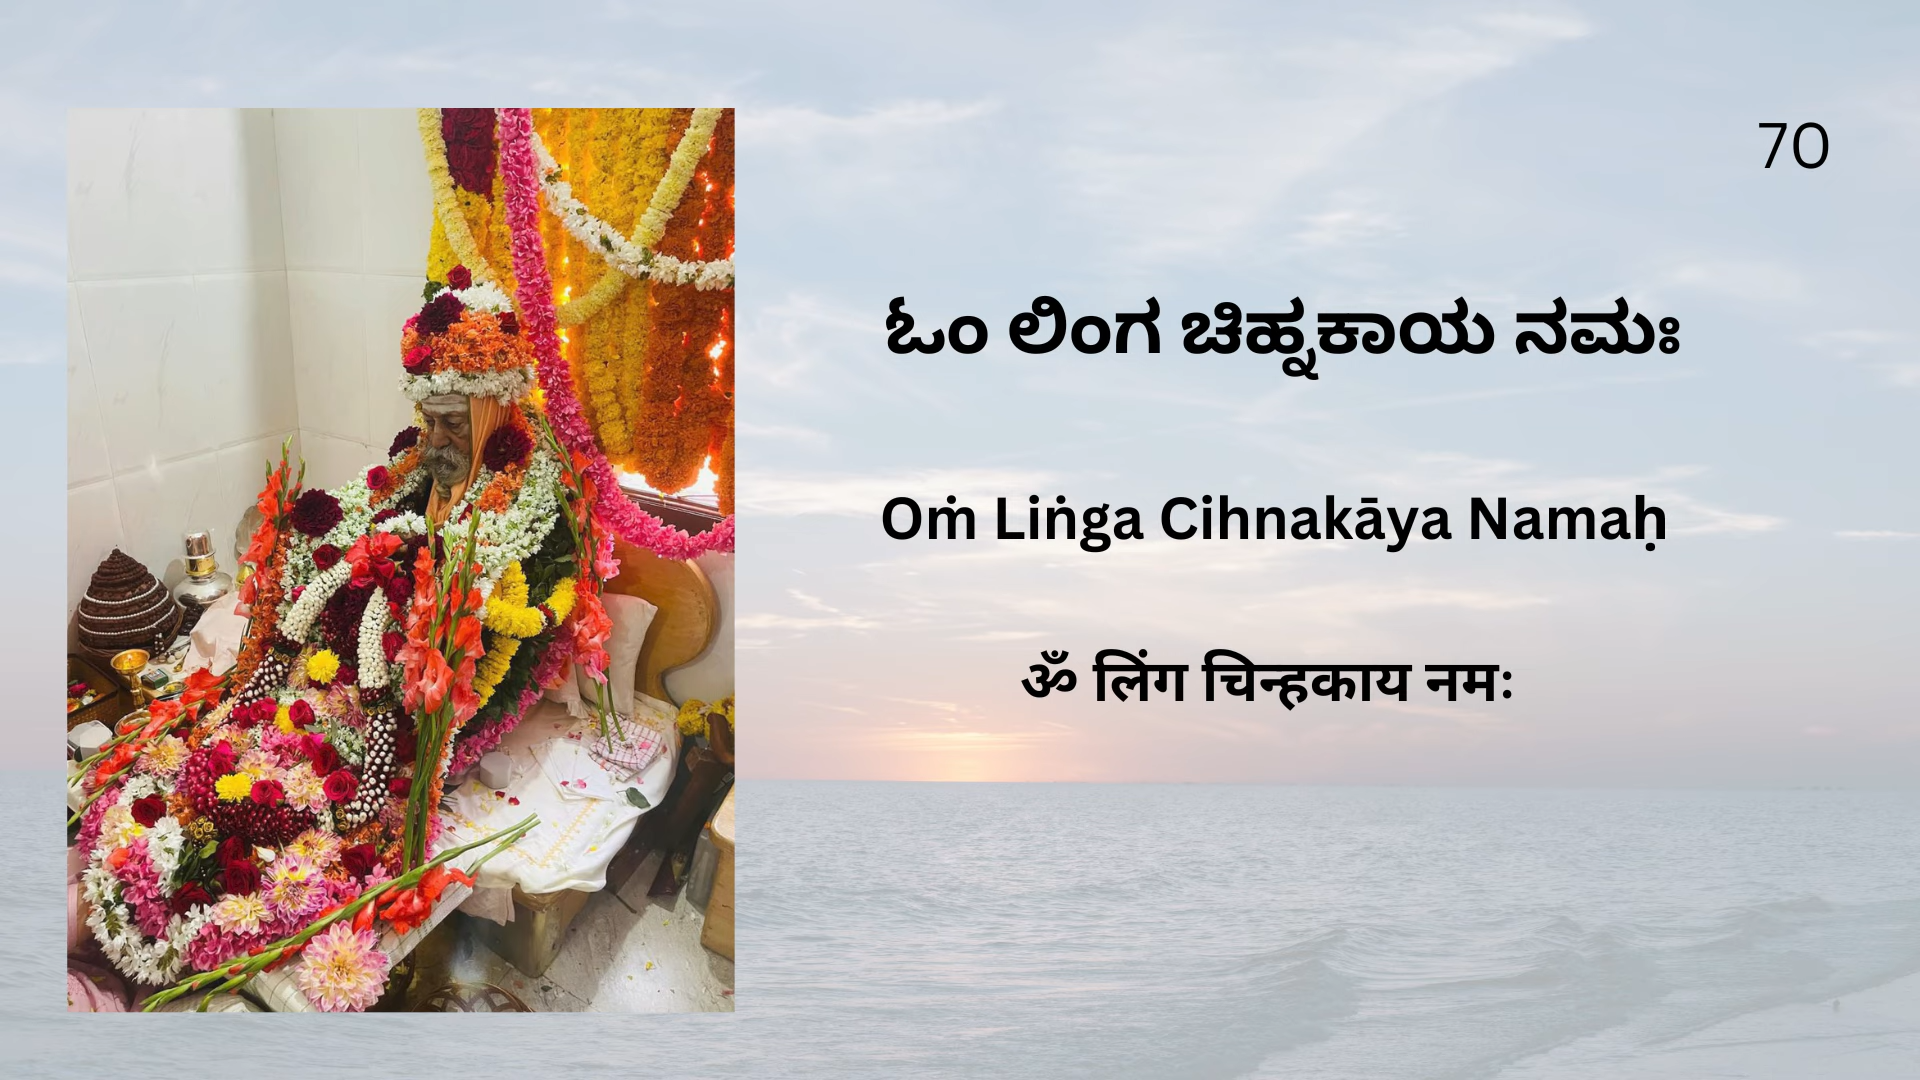 70
ಓಂ ಲಿಂಗ ಚಿಹ್ನಕಾಯ ನಮಃ
Oṁ Liṅga Cihnakāya Namaḥ
ॐ लिंग चिन्हकाय नमः